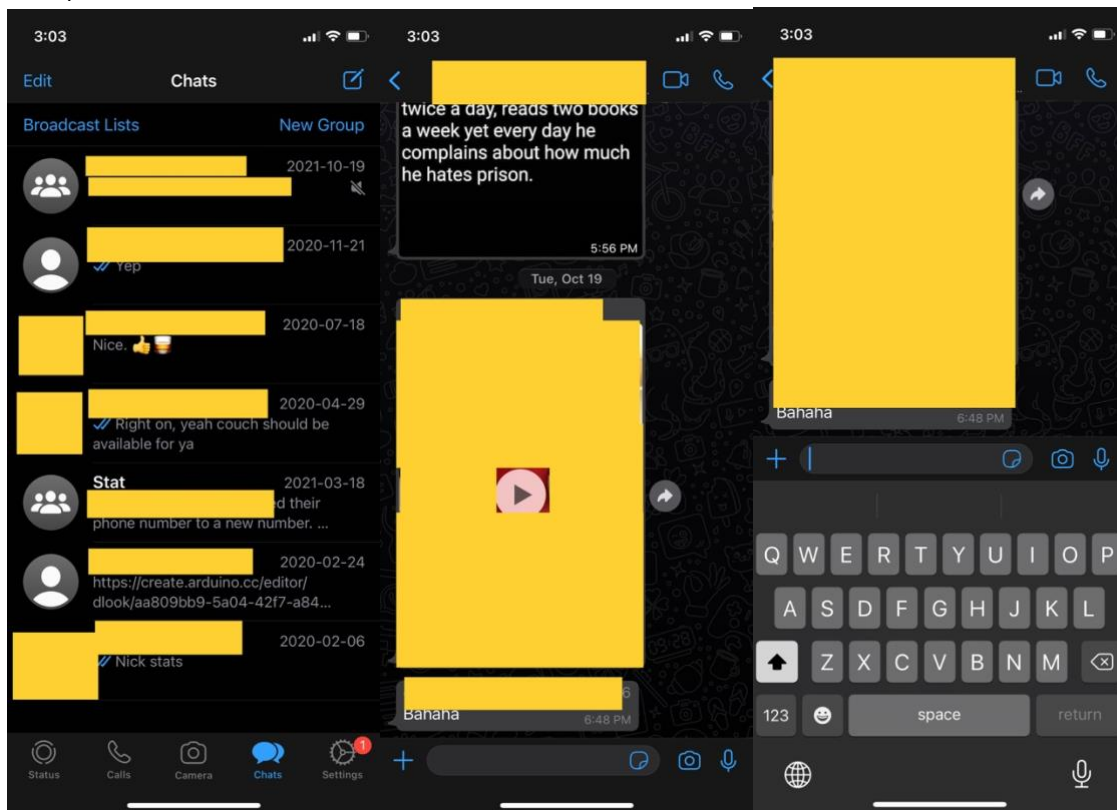 3:03
Edit Chats
Broadcast Lists New Group
2021-10-19
2020-11-21
Yep
2020-07-18
Nice. 👍🥃
2020-04-29
Right on, yeah couch should be
available for ya
Stat 2021-03-18
d their
phone number to a new number. ...
2020-02-24
https://create.arduino.cc/editor/
dlook/aa809bb9-5a04-42f7-a84...
2020-02-06
Nick stats
Status Calls Camera Chats Settings
1
3:03
twice a day, reads two books
a week yet every day he
complains about how much
he hates prison.
5:56 PM
Tue, Oct 19
6
Bahaha 6:48 PM
3:03
Bahaha 6:48 PM
Q W E R T Y U I O P
A S D F G H J K L
Z X C V B N M
123 space return